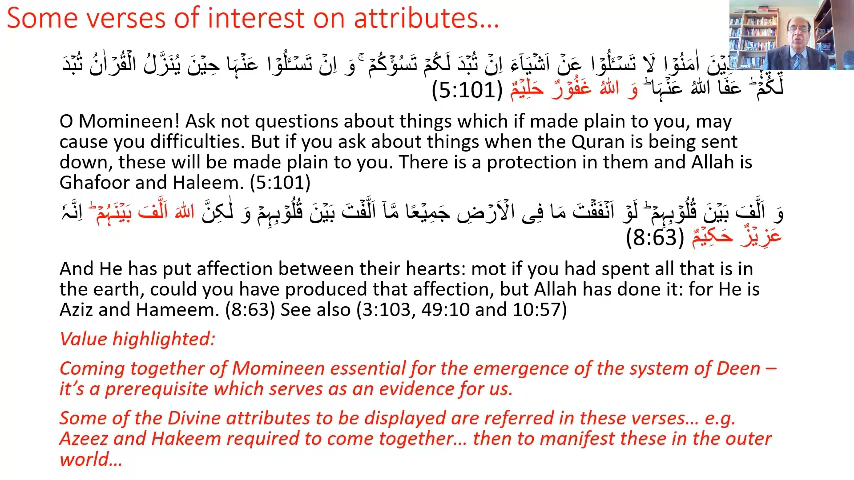 Some verses of interest on attributes…
ِيۡنَ اٰمَنُوۡا لَا تَسۡـَٔـلُوۡا عَنۡ اَشۡيَآءَ اِنۡ تُبۡدَ لَـكُمۡ تَسُؤۡكُمۡ​ۚ وَ اِنۡ تَسۡـَٔـلُوۡا عَنۡهَا حِيۡنَ يُنَزَّلُ الۡقُرۡاٰنُ تُبۡدَ
لَـكُمۡ ؕ عَفَا اللّٰهُ عَنۡهَا ؕ وَ اللّٰهُ غَفُوۡرٌ حَلِيۡمٌ (5:101)
O Momineen! Ask not questions about things which if made plain to you, may
cause you difficulties. But if you ask about things when the Quran is being sent
down, these will be made plain to you. There is a protection in them and Allah is
Ghafoor and Haleem. (5:101)
وَ اَلَّفَ بَيۡنَ قُلُوۡبِهِمۡ​ؕ لَوۡ اَنۡفَقۡتَ مَا فِى الۡاَرۡضِ جَمِيۡعًا مَّاۤ اَلَّفۡتَ بَيۡنَ قُلُوۡبِهِمۡ وَ لٰـكِنَّ اللّٰهَ اَلَّفَ بَيۡنَهُمۡ​ؕ اِنَّهٗ
عَزِيۡزٌ حَكِيۡمٌ (8:63)
And He has put affection between their hearts: mot if you had spent all that is in
the earth, could you have produced that affection, but Allah has done it: for He is
Aziz and Hameem. (8:63) See also (3:103, 49:10 and 10:57)
Value highlighted:
Coming together of Momineen essential for the emergence of the system of Deen –
it's a prerequisite which serves as an evidence for us.
Some of the Divine attributes to be displayed are referred in these verses… e.g.
Azeez and Hakeem required to come together… then to manifest these in the outer
world…